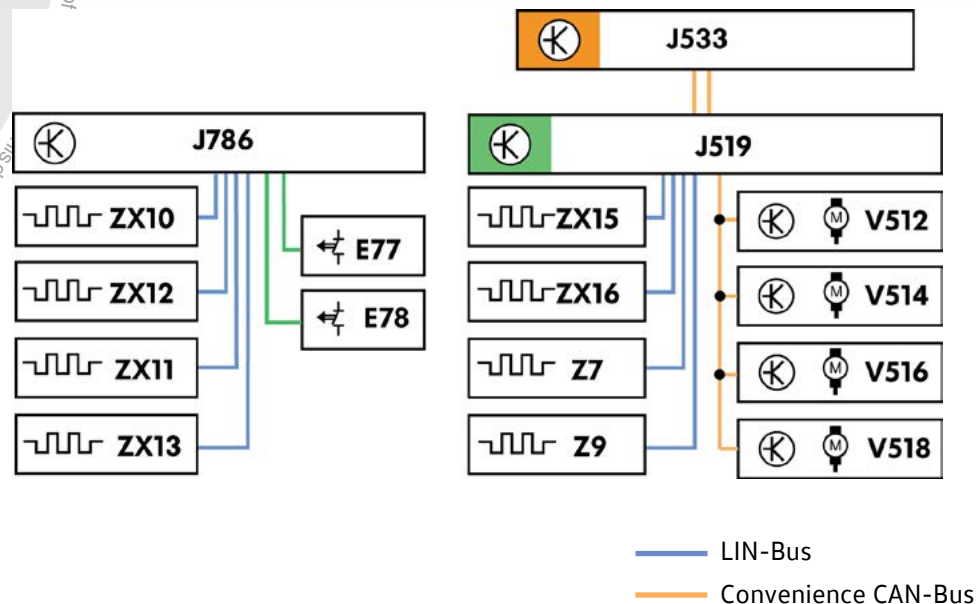 J533
J786
J519
ZX10
ZX12
ZX11
ZX13
E77
E78
ZX15
ZX16
Z7
Z9
M V512
M V514
M V516
M V518
LIN-Bus
Convenience CAN-Bus